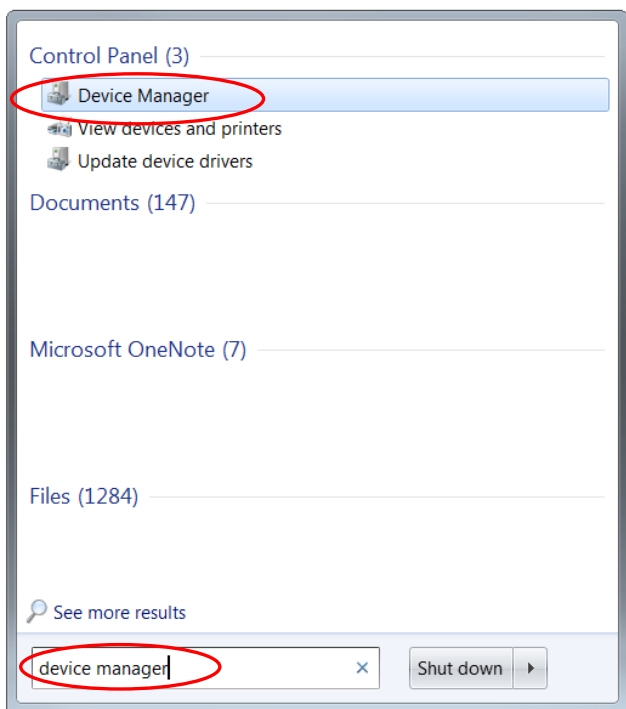 Control Panel (3)
Device Manager
View devices and printers
Update device drivers
Documents (147)
Microsoft OneNote (7)
Files (1284)
See more results
device manager
Shut down